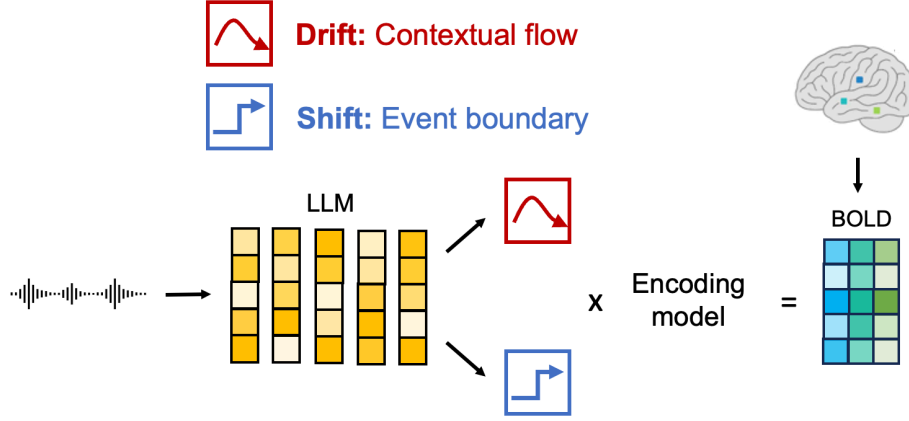 Drift: Contextual flow
Shift: Event boundary
LLM
BOLD
x
Encoding
model
=